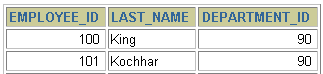 EMPLOYEE_ID LAST_NAME DEPARTMENT_ID
100 King 90
101 Kochhar 90